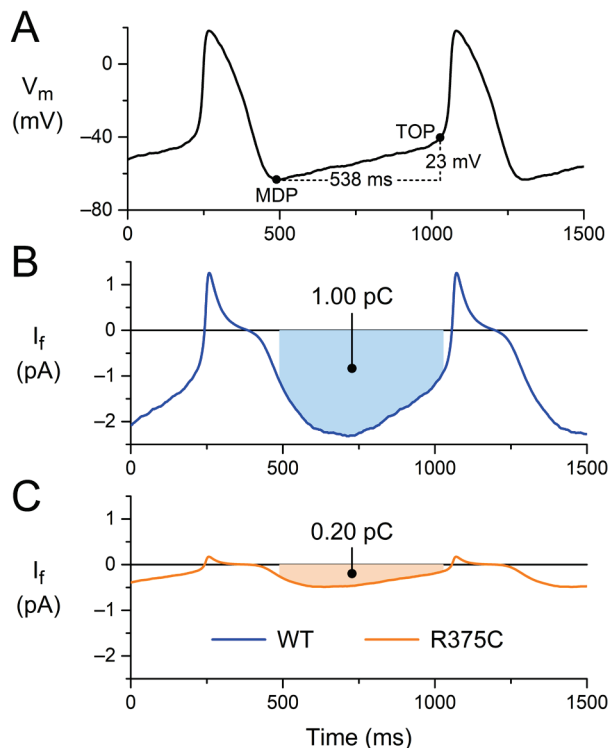 A
V_m
(mV)
0
−40
−80
TOP
23 mV
538 ms
MDP
0 500 1000 1500
B
I_f
(pA)
1
0
−1
−2
1.00 pC
0 500 1000 1500
C
I_f
(pA)
1
0
−1
−2
0.20 pC
WT R375C
0 500 1000 1500
Time (ms)